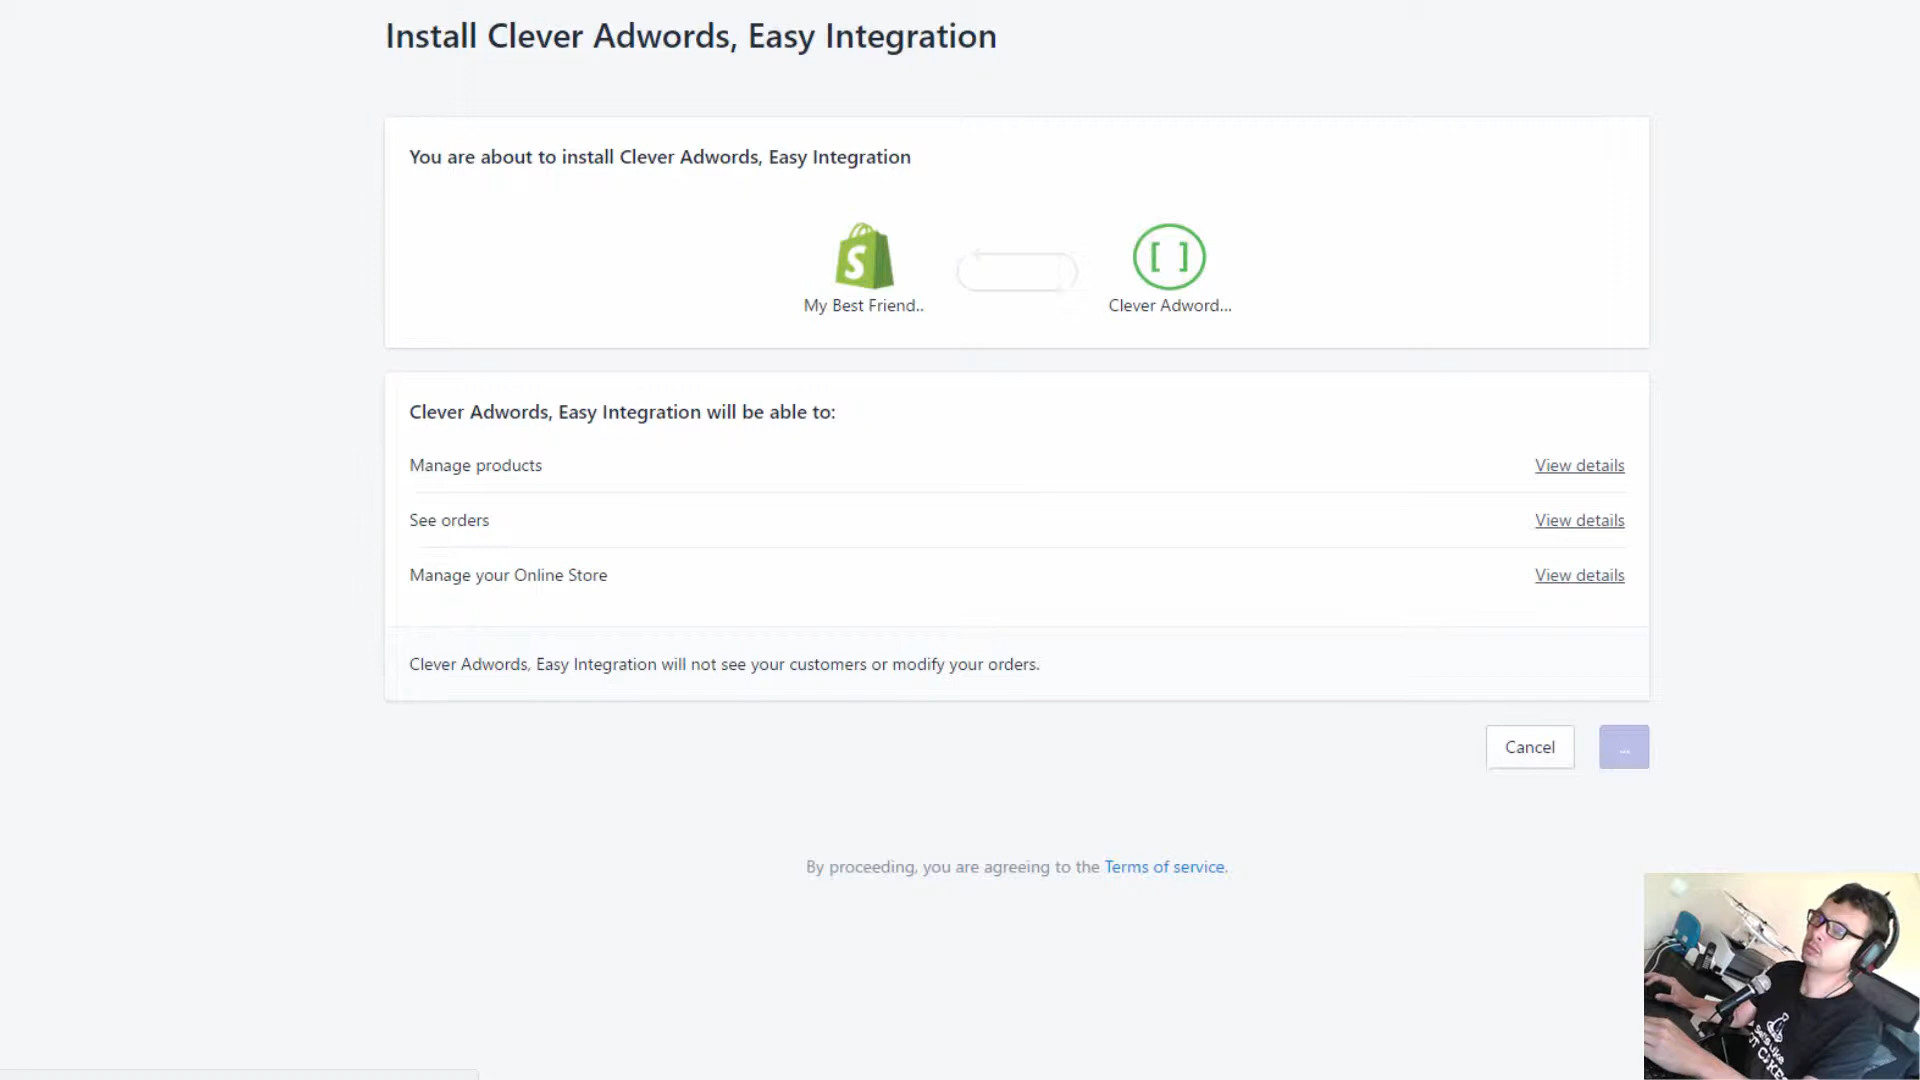 Install Clever Adwords, Easy Integration
You are about to install Clever Adwords, Easy Integration
My Best Friend..
Clever Adword...
Clever Adwords, Easy Integration will be able to:
Manage products
View details
See orders
View details
Manage your Online Store
View details
Clever Adwords, Easy Integration will not see your customers or modify your orders.
Cancel
...
By proceeding, you are agreeing to the Terms of service.